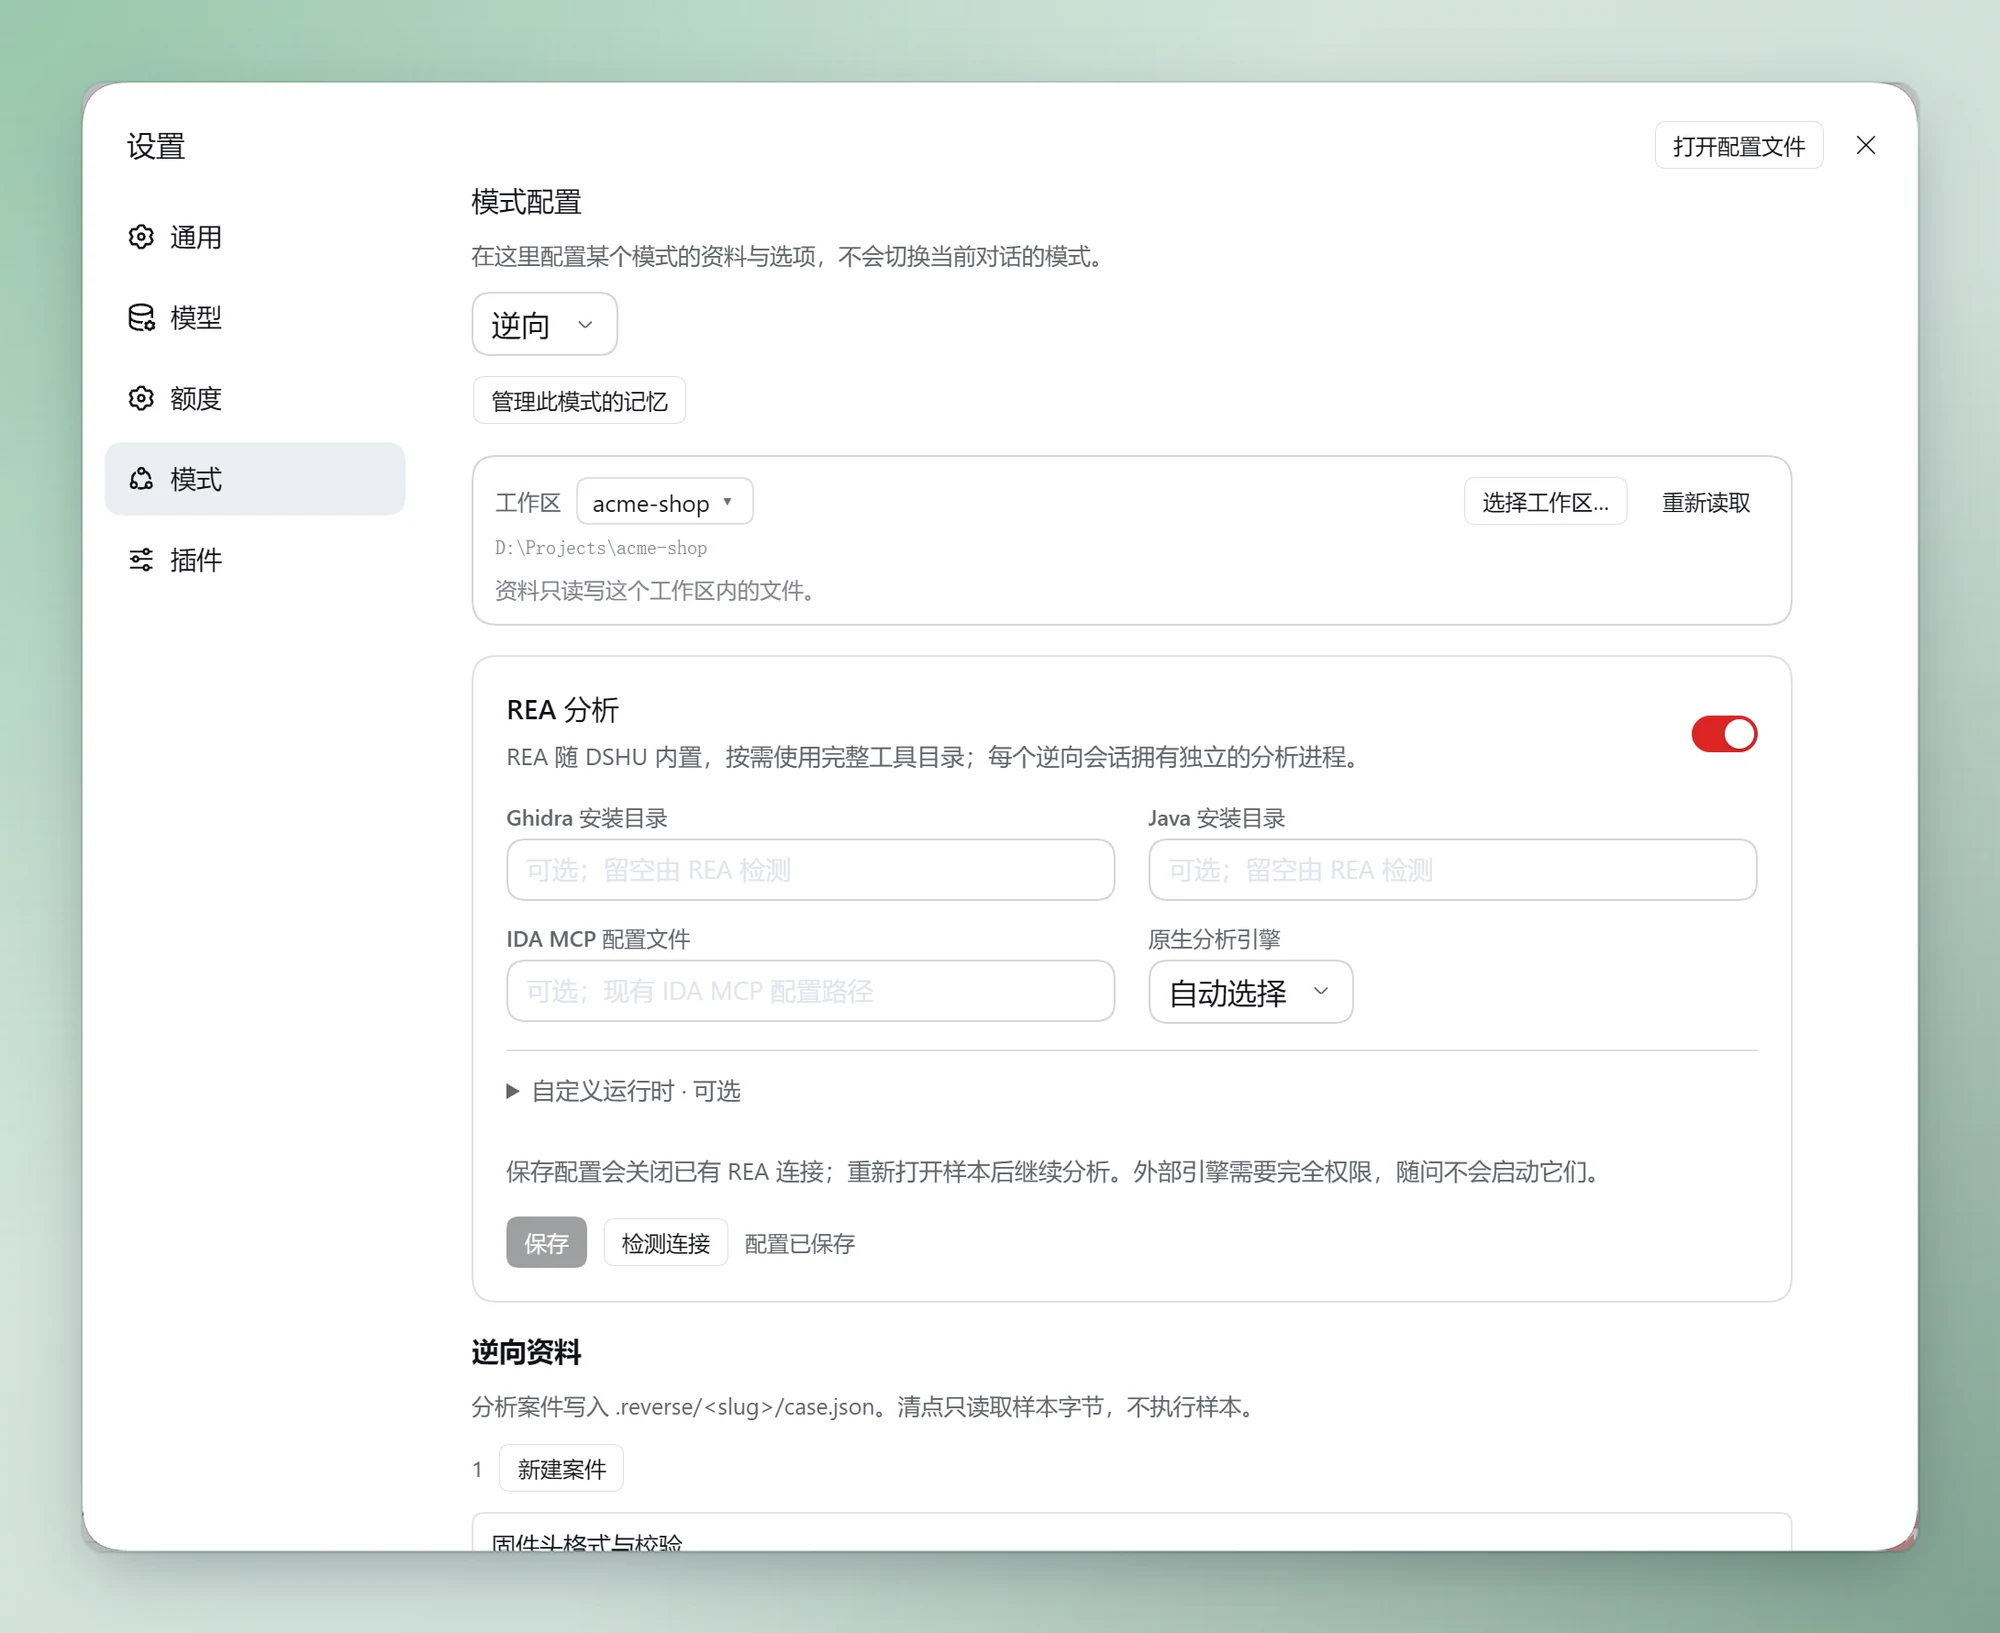 设置
打开配置文件
通用
模型
额度
模式
插件
模式配置
在这里配置某个模式的资料与选项，不会切换当前对话的模式。
逆向
管理此模式的记忆
工作区 acme-shop 选择工作区... 重新读取
D:\Projects\acme-shop
资料只读写这个工作区内的文件。
REA 分析
REA 随 DSHU 内置，按需使用完整工具目录；每个逆向会话拥有独立的分析进程。
Ghidra 安装目录 Java 安装目录
可选；留空由 REA 检测 可选；留空由 REA 检测
IDA MCP 配置文件 原生分析引擎
可选；现有 IDA MCP 配置路径 自动选择
自定义运行时 · 可选
保存配置会关闭已有 REA 连接；重新打开样本后继续分析。外部引擎需要完全权限，随问不会启动它们。
保存 检测连接 配置已保存
逆向资料
分析案件写入 .reverse/<slug>/case.json。清点只读取样本字节，不执行样本。
1 新建案件
固件头格式与校验